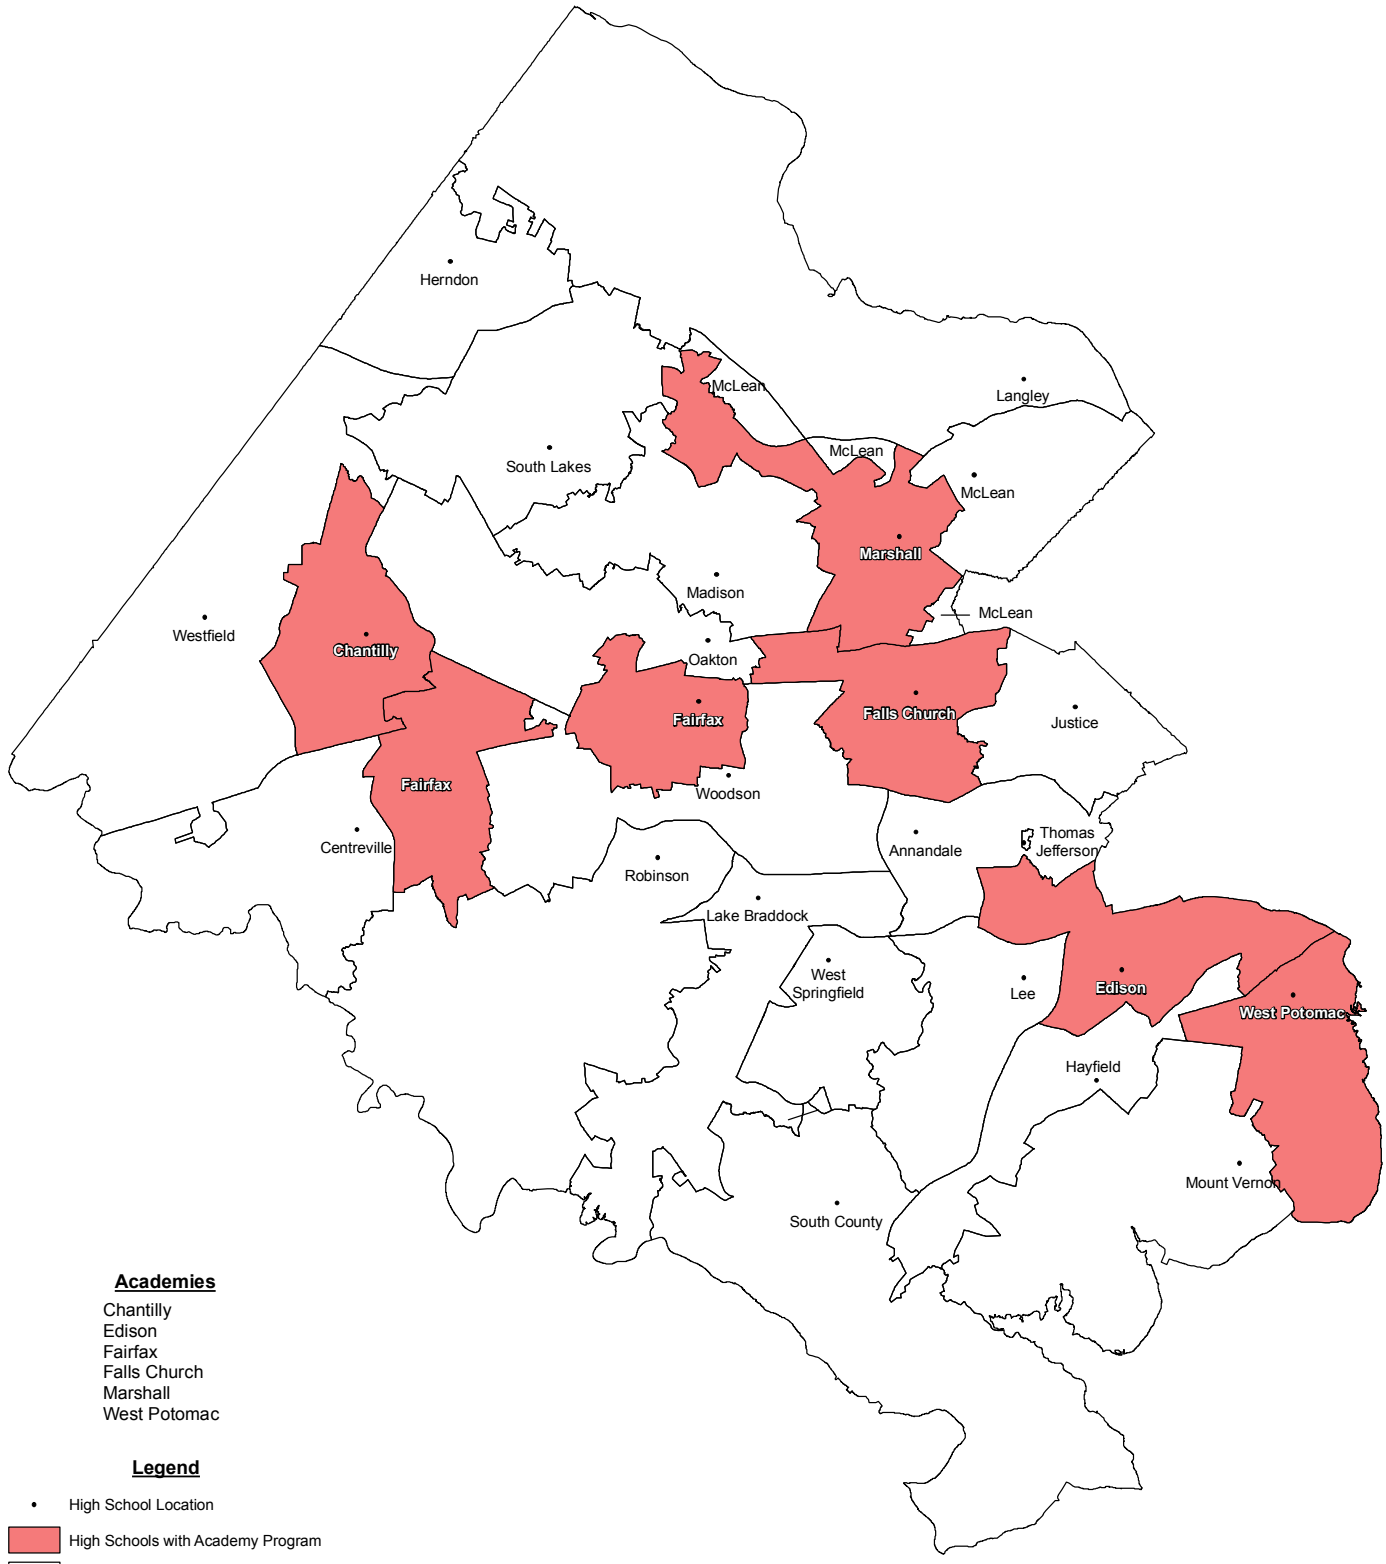 Herndon
McLean
Langley
McLean
South Lakes
McLean
Marshall
Madison
McLean
Westfield
Chantilly
Oakton
Fairfax
Falls Church
Justice
Fairfax
Woodson
Centreville
Annandale
Thomas
Jefferson
Robinson
Lake Braddock
West
Springfield
Lee
Edison
West Potomac
Hayfield
Mount Vernon
South County
Academies
Chantilly
Edison
Fairfax
Falls Church
Marshall
West Potomac
Legend
High School Location
High Schools with Academy Program